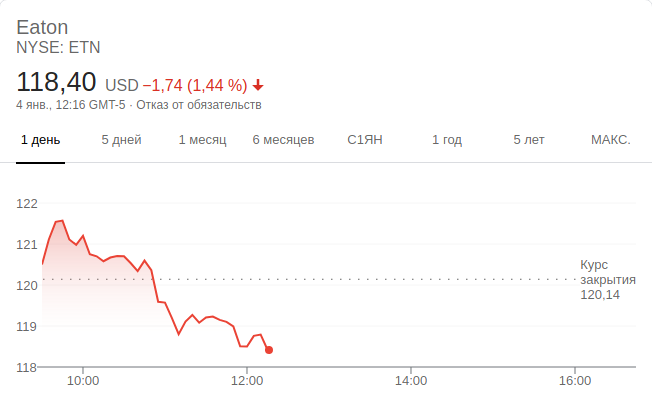 Eaton
NYSE: ETN
118,40 USD −1,74 (1,44 %)
4 янв., 12:16 GMT-5 · Отказ от обязательств
1 день 5 дней 1 месяц 6 месяцев С1ЯН 1 год 5 лет МАКС.
122
121
120
119
118
Курс
закрытия
120,14
10:00 12:00 14:00 16:00